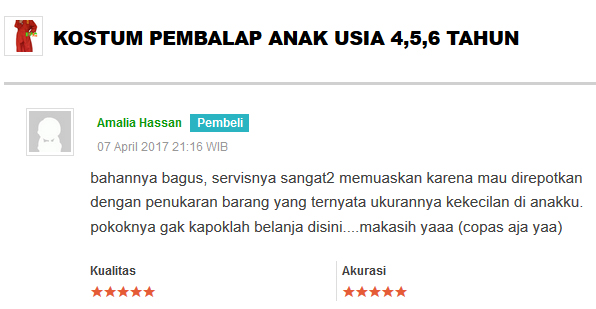 KOSTUM PEMBALAP ANAK USIA 4,5,6 TAHUN
Amalia Hassan Pembeli
07 April 2017 21:16 WIB
bahannya bagus, servisnya sangat2 memuaskan karena mau direpotkan
dengan penukaran barang yang ternyata ukurannya kekecilan di anakku.
pokoknya gak kapoklah belanja disini....makasih yaaa (copas aja yaa)
Kualitas Akurasi